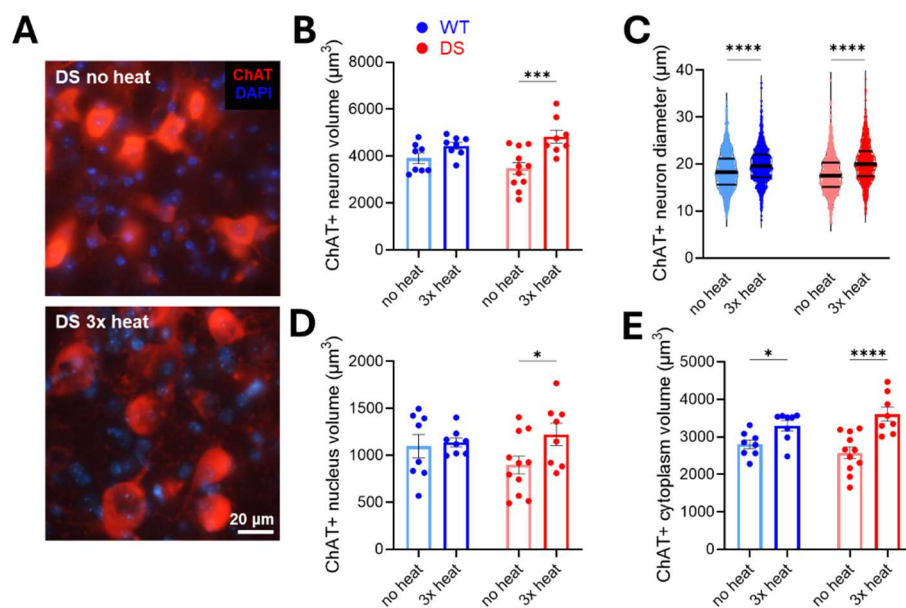 A
DS no heat
ChAT
DAPI
DS 3x heat
20 µm
B
WT
DS
ChAT+ neuron volume (µm³)
8000
6000
4000
2000
0
***
no heat
3x heat
no heat
3x heat
C
ChAT+ neuron diameter (µm)
40
30
20
10
****
****
no heat
3x heat
no heat
3x heat
D
ChAT+ nucleus volume (µm³)
2000
1500
1000
500
0
*
no heat
3x heat
no heat
3x heat
E
ChAT+ cytoplasm volume (µm³)
5000
4000
3000
2000
1000
0
*
****
no heat
3x heat
no heat
3x heat